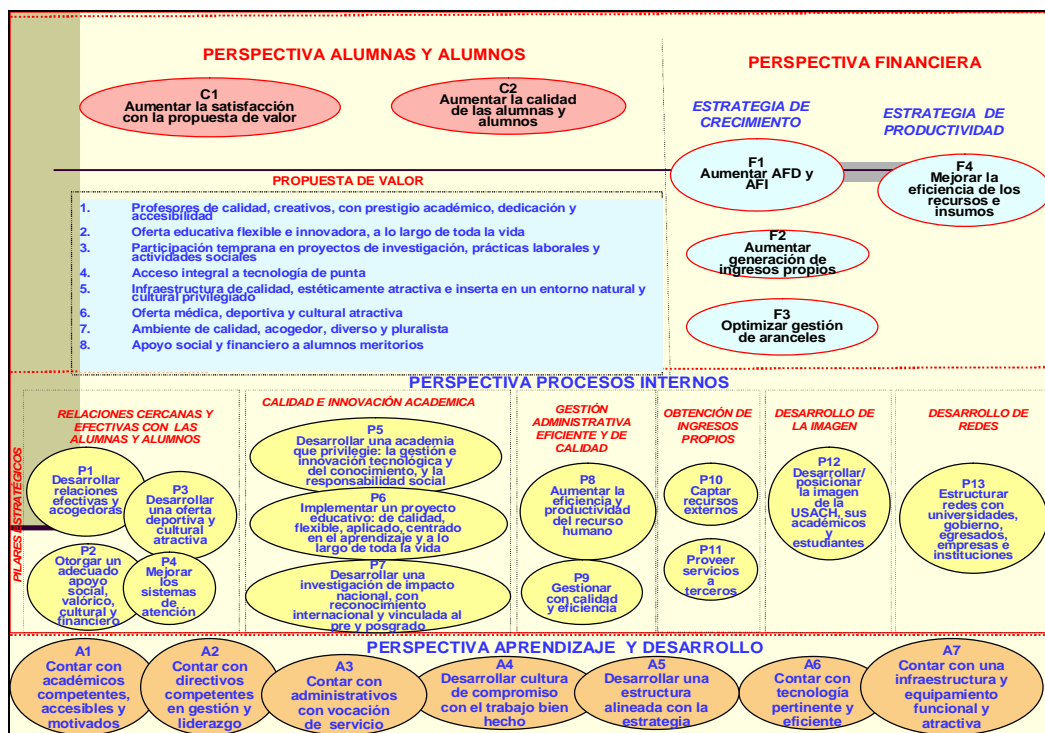 PERSPECTIVA ALUMNAS Y ALUMNOS
C1
Aumentar la satisfacción
con la propuesta de valor
C2
Aumentar la calidad
de las alumnas y
alumnos
PERSPECTIVA FINANCIERA
ESTRATEGIA DE
CRECIMIENTO
ESTRATEGIA DE
PRODUCTIVIDAD
F1
Aumentar AFD y
AFI
F4
Mejorar la
eficiencia de los
recursos e
insumos
F2
Aumentar
generación de
ingresos propios
F3
Optimizar gestión
de aranceles
PROPUESTA DE VALOR
1. Profesores de calidad, creativos, con prestigio académico, dedicación y
accesibilidad
2. Oferta educativa flexible e innovadora, a lo largo de toda la vida
3. Participación temprana en proyectos de investigación, prácticas laborales y
actividades sociales
4. Acceso integral a tecnología de punta
5. Infraestructura de calidad, estéticamente atractiva e inserta en un entorno natural y
cultural privilegiado
6. Oferta médica, deportiva y cultural atractiva
7. Ambiente de calidad, acogedor, diverso y pluralista
8. Apoyo social y financiero a alumnos meritorios
PERSPECTIVA PROCESOS INTERNOS
PILARES ESTRATÉGICOS
RELACIONES CERCANAS Y
EFECTIVAS CON LAS
ALUMNAS Y ALUMNOS
P1
Desarrollar
relaciones
efectivas y
acogedoras
P2
Otorgar un
adecuado
apoyo
social,
valórico,
cultural y
financiero
P3
Desarrollar
una oferta
deportiva y
cultural
atractiva
P4
Mejorar
los
sistemas
de
atención
CALIDAD E INNOVACIÓN ACADEMICA
P5
Desarrollar una academia
que privilegie: la gestión e
innovación tecnológica y
del conocimiento, y la
responsabilidad social
P6
Implementar un proyecto
educativo: de calidad,
flexible, aplicado, centrado
en el aprendizaje y a lo
largo de toda la vida
P7
Desarrollar una
investigación de impacto
nacional, con
reconocimiento
internacional y vinculada al
pre y posgrado
GESTIÓN
ADMINISTRATIVA
EFICIENTE Y DE
CALIDAD
P8
Aumentar la
eficiencia y
productividad
del recurso
humano
P9
Gestionar
con calidad
y eficiencia
OBTENCIÓN DE
INGRESOS
PROPIOS
P10
Captar
recursos
externos
P11
Proveer
servicios
a
terceros
DESARROLLO DE
LA IMAGEN
P12
Desarrollar/
posicionar
la imagen
de la
USACH, sus
académicos
y
estudiantes
DESARROLLO DE
REDES
P13
Estructurar
redes con
universidades,
gobierno,
egresados,
empresas e
instituciones
PERSPECTIVA APRENDIZAJE Y DESARROLLO
A1
Contar con
académicos
competentes,
accesibles y
motivados
A2
Contar con
directivos
competentes
en gestión y
liderazgo
A3
Contar con
administrativos
con vocación de
servicio
A4
Desarrollar cultura
de compromiso
con el trabajo bien
hecho
A5
Desarrollar una
estructura
alineada con la
estrategia
A6
Contar con
tecnología
pertinente y
eficiente
A7
Contar con una
infraestructura y
equipamiento
funcional y
atractiva